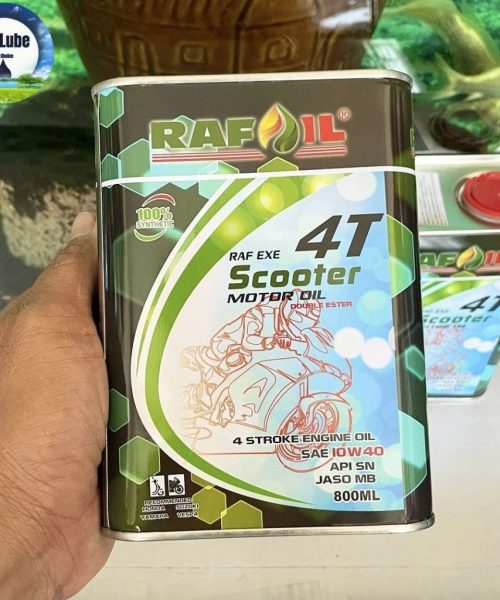 Lube
RAFOIL®
100%
SYNTHETIC
RAF EXE 4T
Scooter
MOTOR OIL
DOUBLE ESTER
4 STROKE ENGINE OIL
SAE 10W40
API SN
JASO MB
800ML
RECOMMENDED
HONDA SUZUKI
YAMAHA VESPA
RAFOIL
4T
Scooter